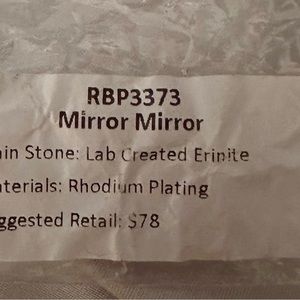 RBP3373
Mirror Mirror
ain Stone: Lab Created Erinite
aterials: Rhodium Plating
ggested Retail: $78